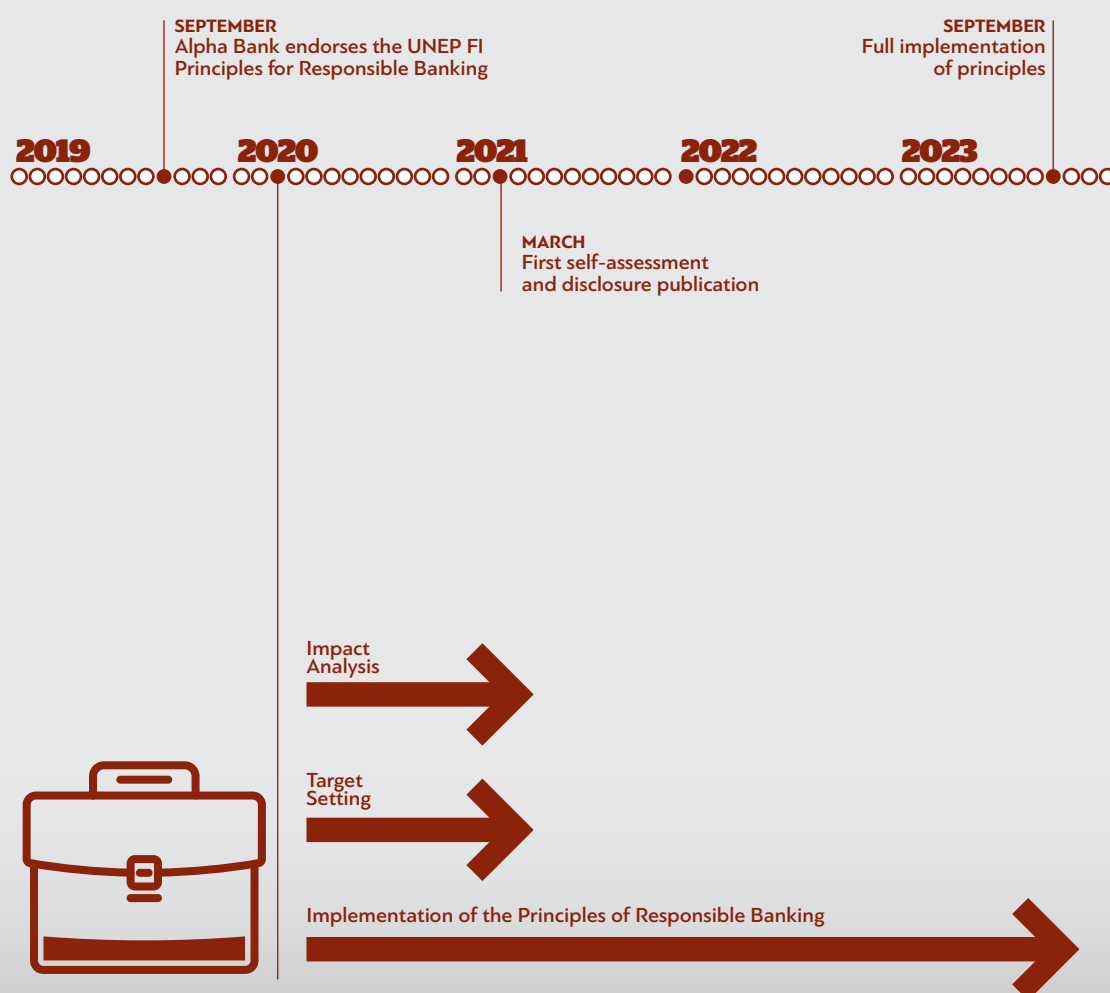 SEPTEMBER
Alpha Bank endorses the UNEP FI
Principles for Responsible Banking
SEPTEMBER
Full implementation
of principles
2019
2020
2021
2022
2023
MARCH
First self-assessment
and disclosure publication
Impact
Analysis
Target
Setting
Implementation of the Principles of Responsible Banking